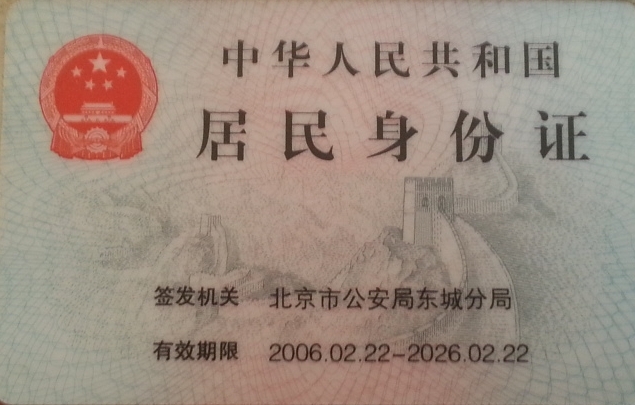 中华人民共和国
居民身份证
签发机关 北京市公安局东城分局
有效期限 2006.02.22-2026.02.22